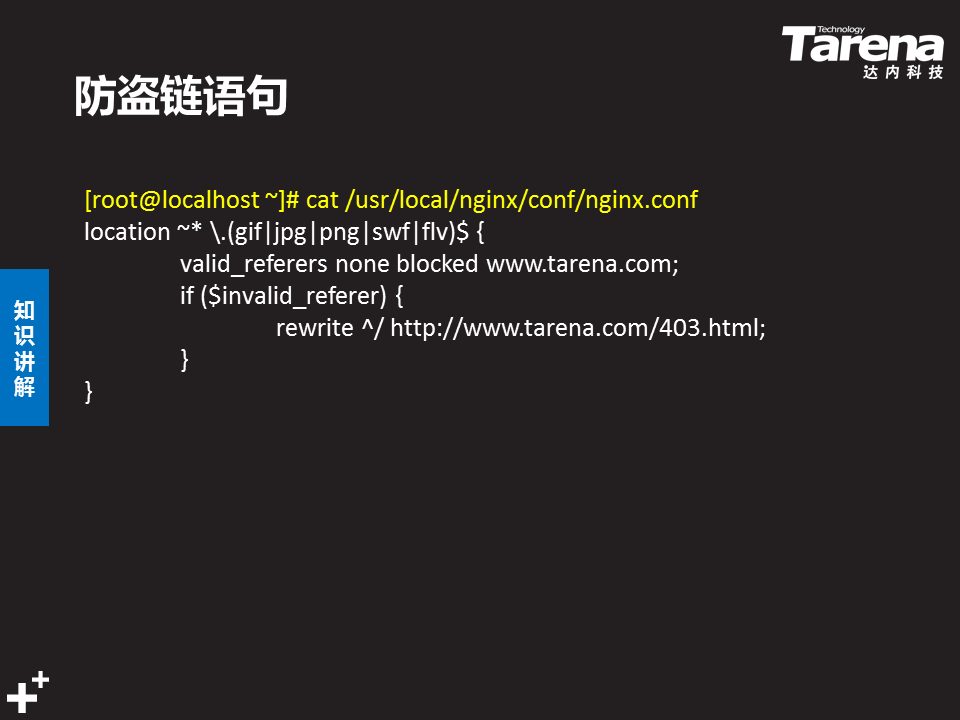 Technology
Tarena
达内科技
防盗链语句
[root@localhost ~]# cat /usr/local/nginx/conf/nginx.conf
location ~* \.(gif|jpg|png|swf|flv)$ {
valid_referers none blocked www.tarena.com;
if ($invalid_referer) {
rewrite ^/ http://www.tarena.com/403.html;
}
}
知识讲解